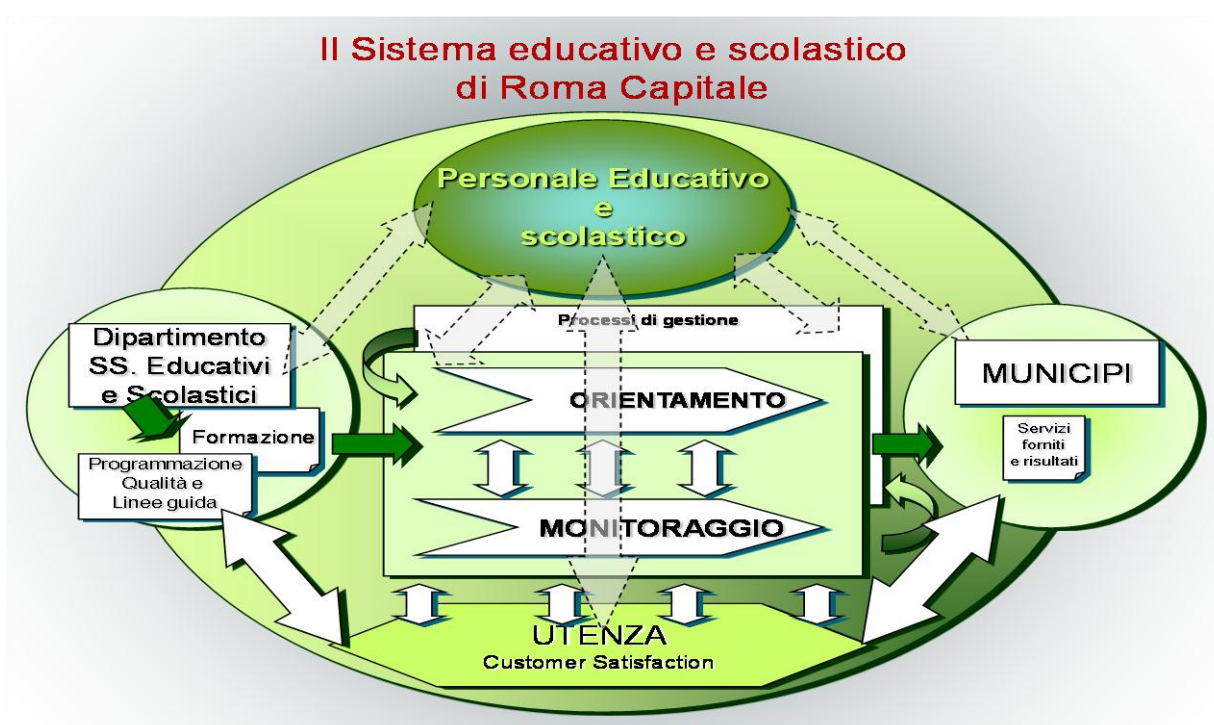 Il Sistema educativo e scolastico
di Roma Capitale
Personale Educativo
e
scolastico
Processi di gestione
Dipartimento
SS. Educativi
e Scolastici
Formazione
Programmazione
Qualità e
Linee guida
ORIENTAMENTO
MONITORAGGIO
MUNICIPI
Servizi
forniti
e risultati
UTENZA
Customer Satisfaction